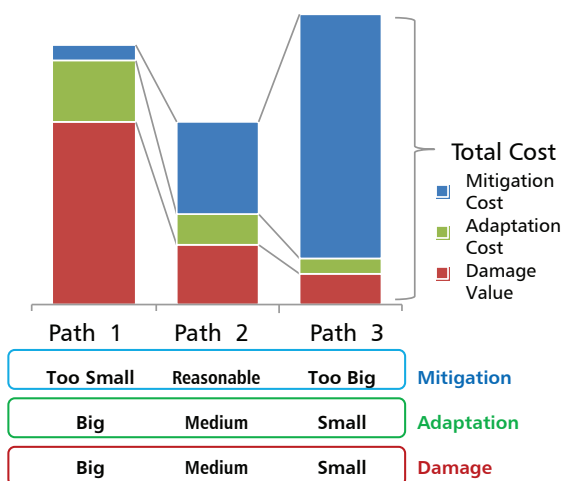 Total Cost
Mitigation
Cost
Adaptation
Cost
Damage
Value
Path 1 Path 2 Path 3
Too Small Reasonable Too Big Mitigation
Big Medium Small Adaptation
Big Medium Small Damage